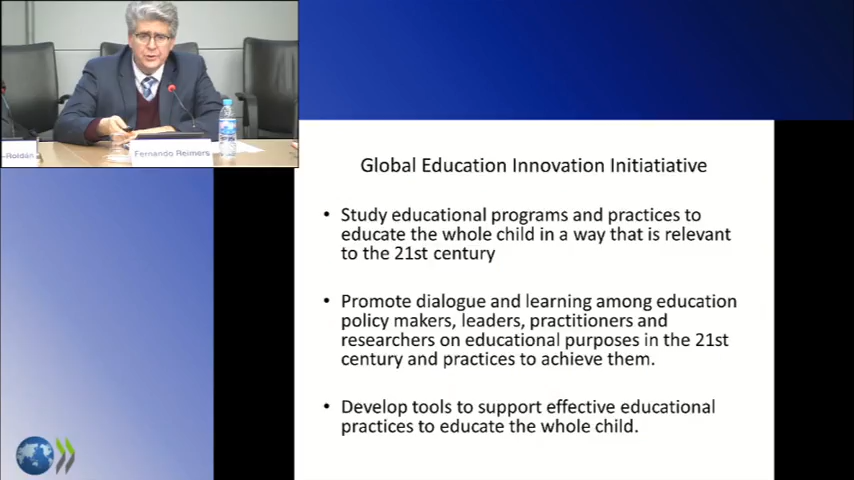 -Roldán
Fernando Reimers
Global Education Innovation Initiatiative
• Study educational programs and practices to
educate the whole child in a way that is relevant
to the 21st century
• Promote dialogue and learning among education
policy makers, leaders, practitioners and
researchers on educational purposes in the 21st
century and practices to achieve them.
• Develop tools to support effective educational
practices to educate the whole child.